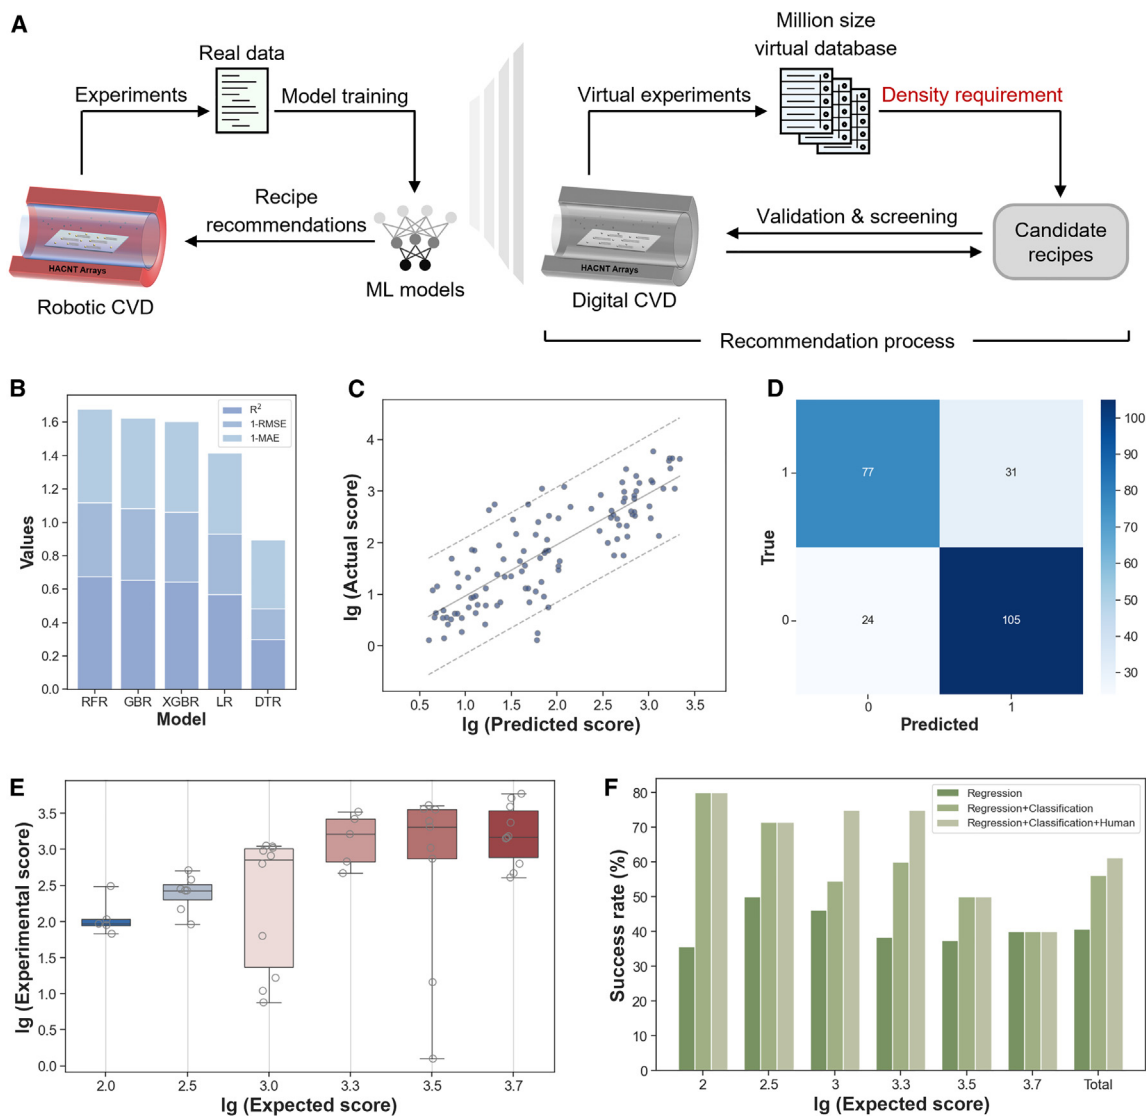 A
Real data
Experiments
Model training
Recipe
recommendations
HACNT Arrays
Robotic CVD
ML models
Million size
virtual database
Virtual experiments
Density requirement
Validation & screening
Candidate
recipes
HACNT Arrays
Digital CVD
Recommendation process
B
R²
1-RMSE
1-MAE
Values
1.6
1.4
1.2
1.0
0.8
0.6
0.4
0.2
0.0
RFR GBR XGBR LR DTR
Model
C
lg (Actual score)
4
3
2
1
0
0.5 1.0 1.5 2.0 2.5 3.0 3.5
lg (Predicted score)
D
True
1
0
77 31
24 105
0 1
Predicted
100
90
80
70
60
50
40
30
E
lg (Experimental score)
3.5
3.0
2.5
2.0
1.5
1.0
0.5
0.0
2.0 2.5 3.0 3.3 3.5 3.7
lg (Expected score)
F
Regression
Regression+Classification
Regression+Classification+Human
Success rate (%)
80
70
60
50
40
30
20
10
0
2 2.5 3 3.3 3.5 3.7 Total
lg (Expected score)